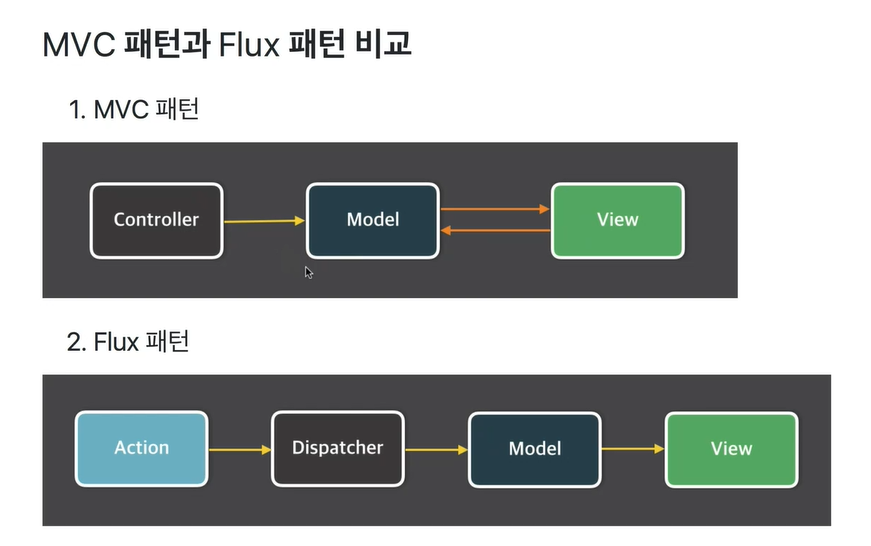 MVC 패턴과 Flux 패턴 비교
1. MVC 패턴
Controller Model View
2. Flux 패턴
Action Dispatcher Model View